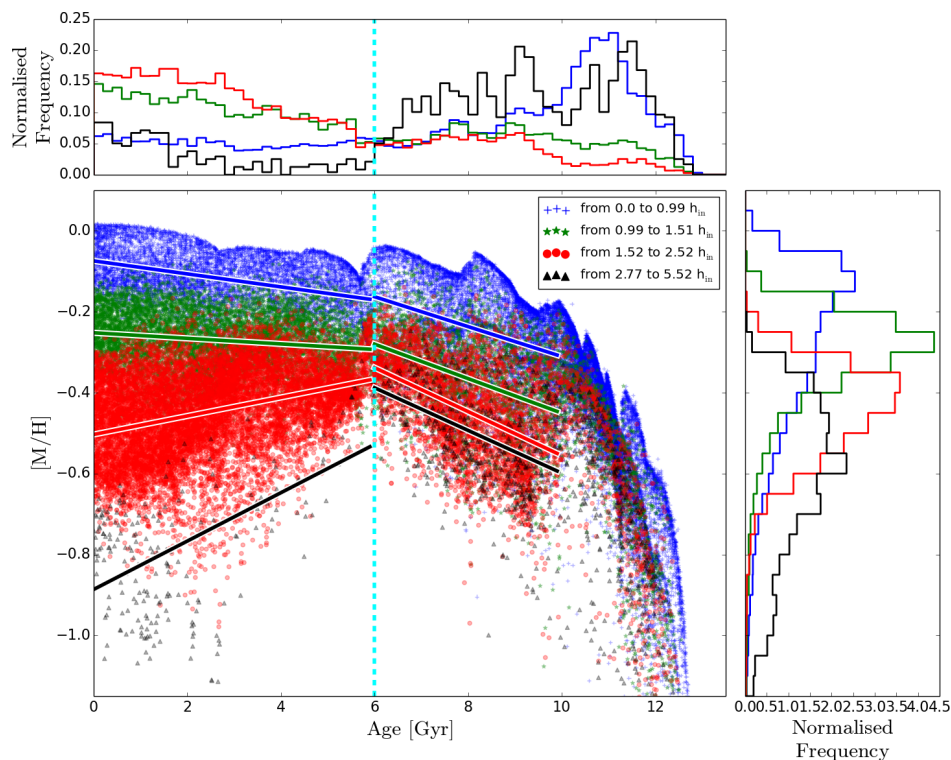 0.25
0.20
0.15
0.10
0.05
0.00
Normalised
Frequency
from 0.0 to 0.99 h_in
from 0.99 to 1.51 h_in
from 1.52 to 2.52 h_in
from 2.77 to 5.52 h_in
0.0
−0.2
−0.4
−0.6
−0.8
−1.0
[M/H]
0 2 4 6 8 10 12
Age [Gyr]
0.00.51.01.52.02.53.03.54.04.5
Normalised
Frequency